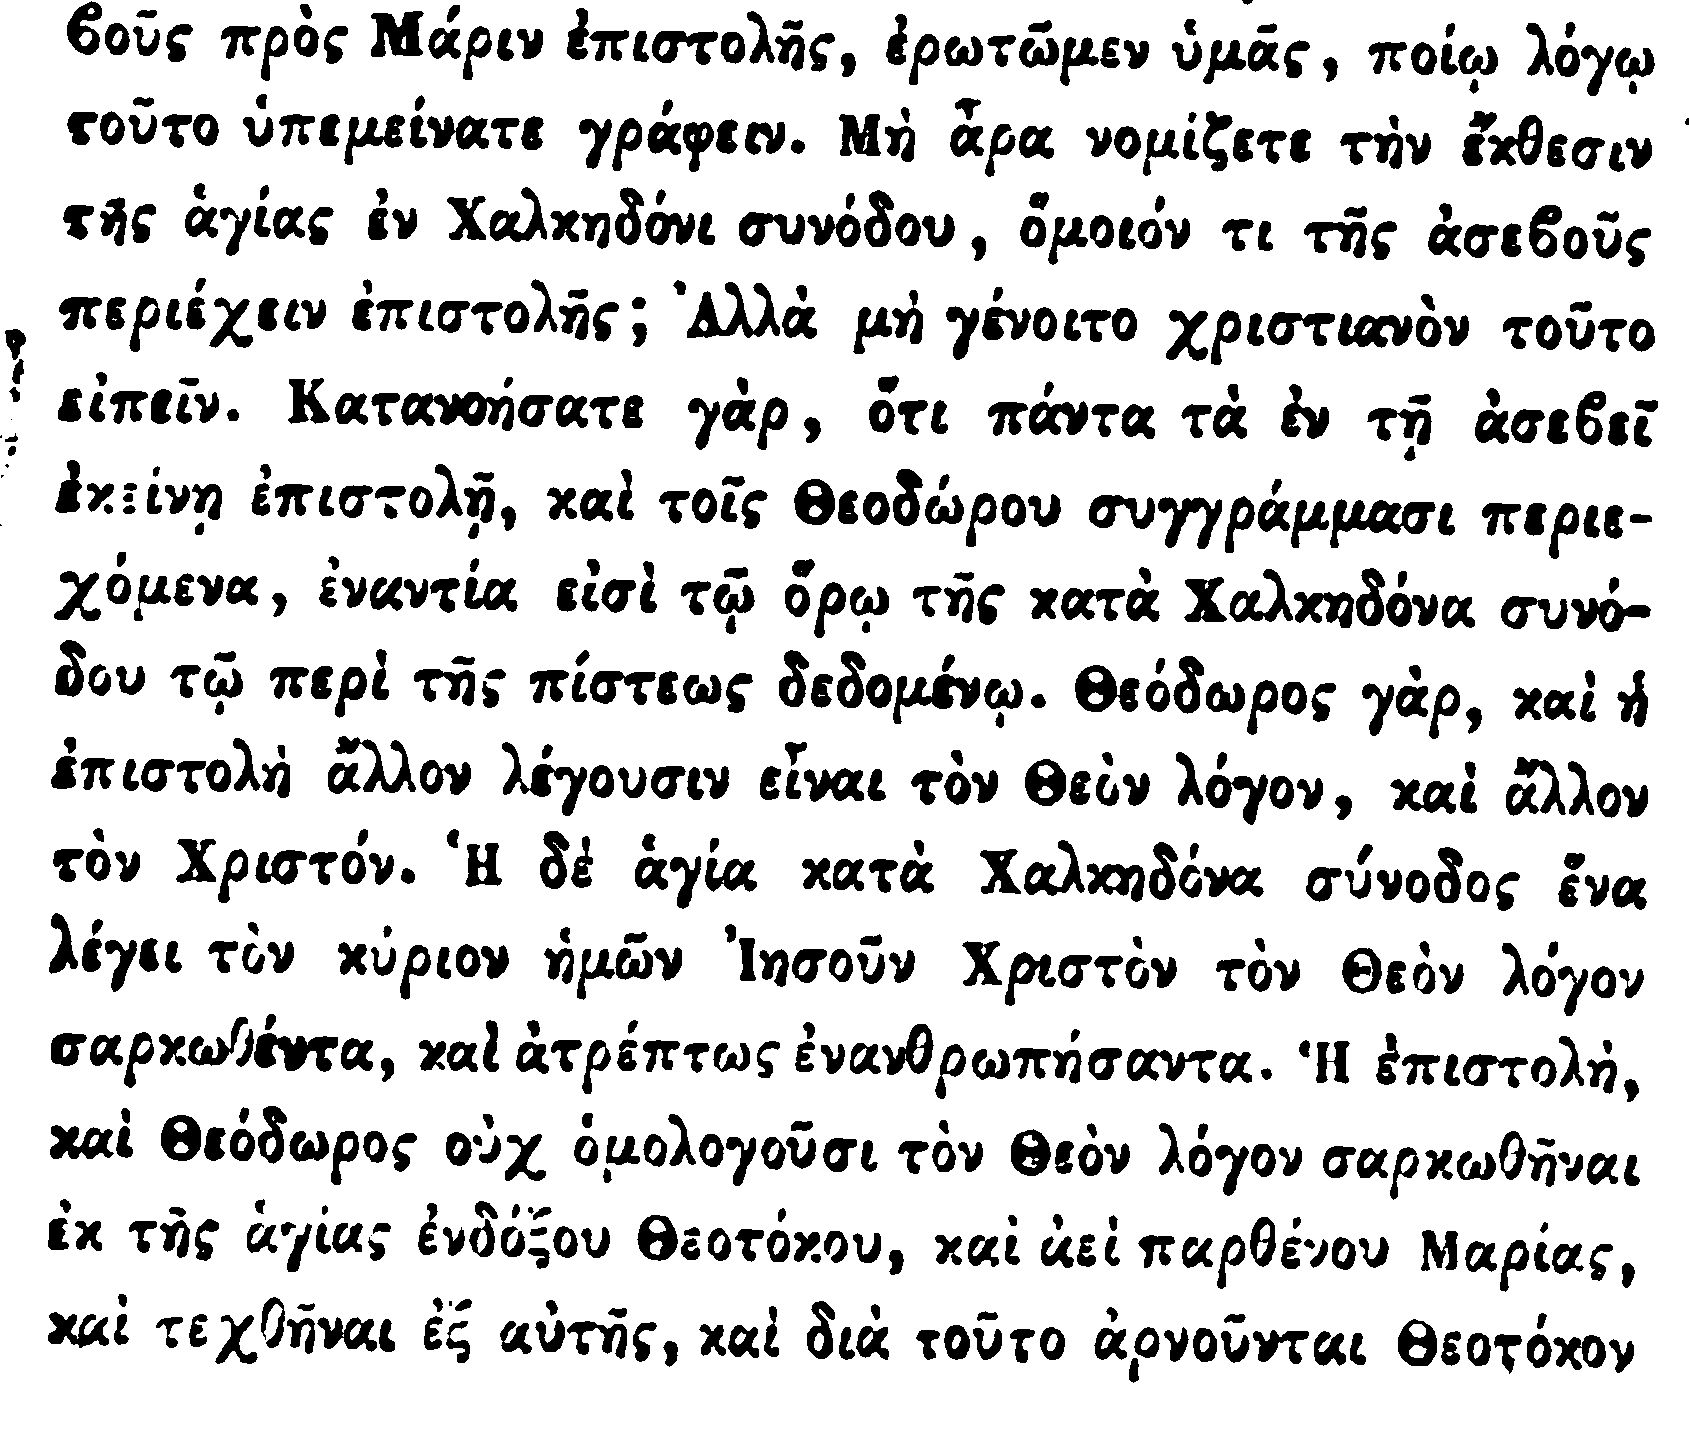 ϐοῦς πρὸς Μάριν ἐπιστολῆς, ἐρωτῶμεν ὑμᾶς, ποίῳ λόγῳ
τοῦτο ὑπεμείνατε γράφειν. Μὴ ἆρα νομίζετε τὴν ἔκθεσιν
τῆς ἁγίας ἐν Χαλκηδόνι συνόδου, ὅμοιόν τι τῆς ἀσεϐοῦς
περιέχειν ἐπιστολῆς; Ἀλλὰ μὴ γένοιτο χριστιανὸν τοῦτο
εἰπεῖν. Κατανοήσατε γὰρ, ὅτι πάντα τὰ ἐν τῇ ἀσεϐεῖ
ἐκείνῃ ἐπιστολῇ, καὶ τοῖς Θεοδώρου συγγράμμασι περιε-
χόμενα, ἐναντία εἰσὶ τῷ ὅρῳ τῆς κατὰ Χαλκηδόνα συνό-
δου τῷ περὶ τῆς πίστεως δεδομένῳ. Θεόδωρος γὰρ, καὶ ἡ
ἐπιστολὴ ἄλλον λέγουσιν εἶναι τὸν Θεὸν λόγον, καὶ ἄλλον
τὸν Χριστόν. Ἡ δὲ ἁγία κατὰ Χαλκηδόνα σύνοδος ἕνα
λέγει τὸν κύριον ἡμῶν Ἰησοῦν Χριστὸν τὸν Θεὸν λόγον
σαρκωθέντα, καὶ ἀτρέπτως ἐνανθρωπήσαντα. Ἡ ἐπιστολὴ,
καὶ Θεόδωρος οὐχ ὁμολογοῦσι τὸν Θεὸν λόγον σαρκωθῆναι
ἐκ τῆς ἁγίας ἐνδόξου Θεοτόκου, καὶ ἀεὶ παρθένου Μαρίας,
καὶ τεχθῆναι ἐξ αὐτῆς, καὶ διὰ τοῦτο ἀρνοῦνται Θεοτόκον